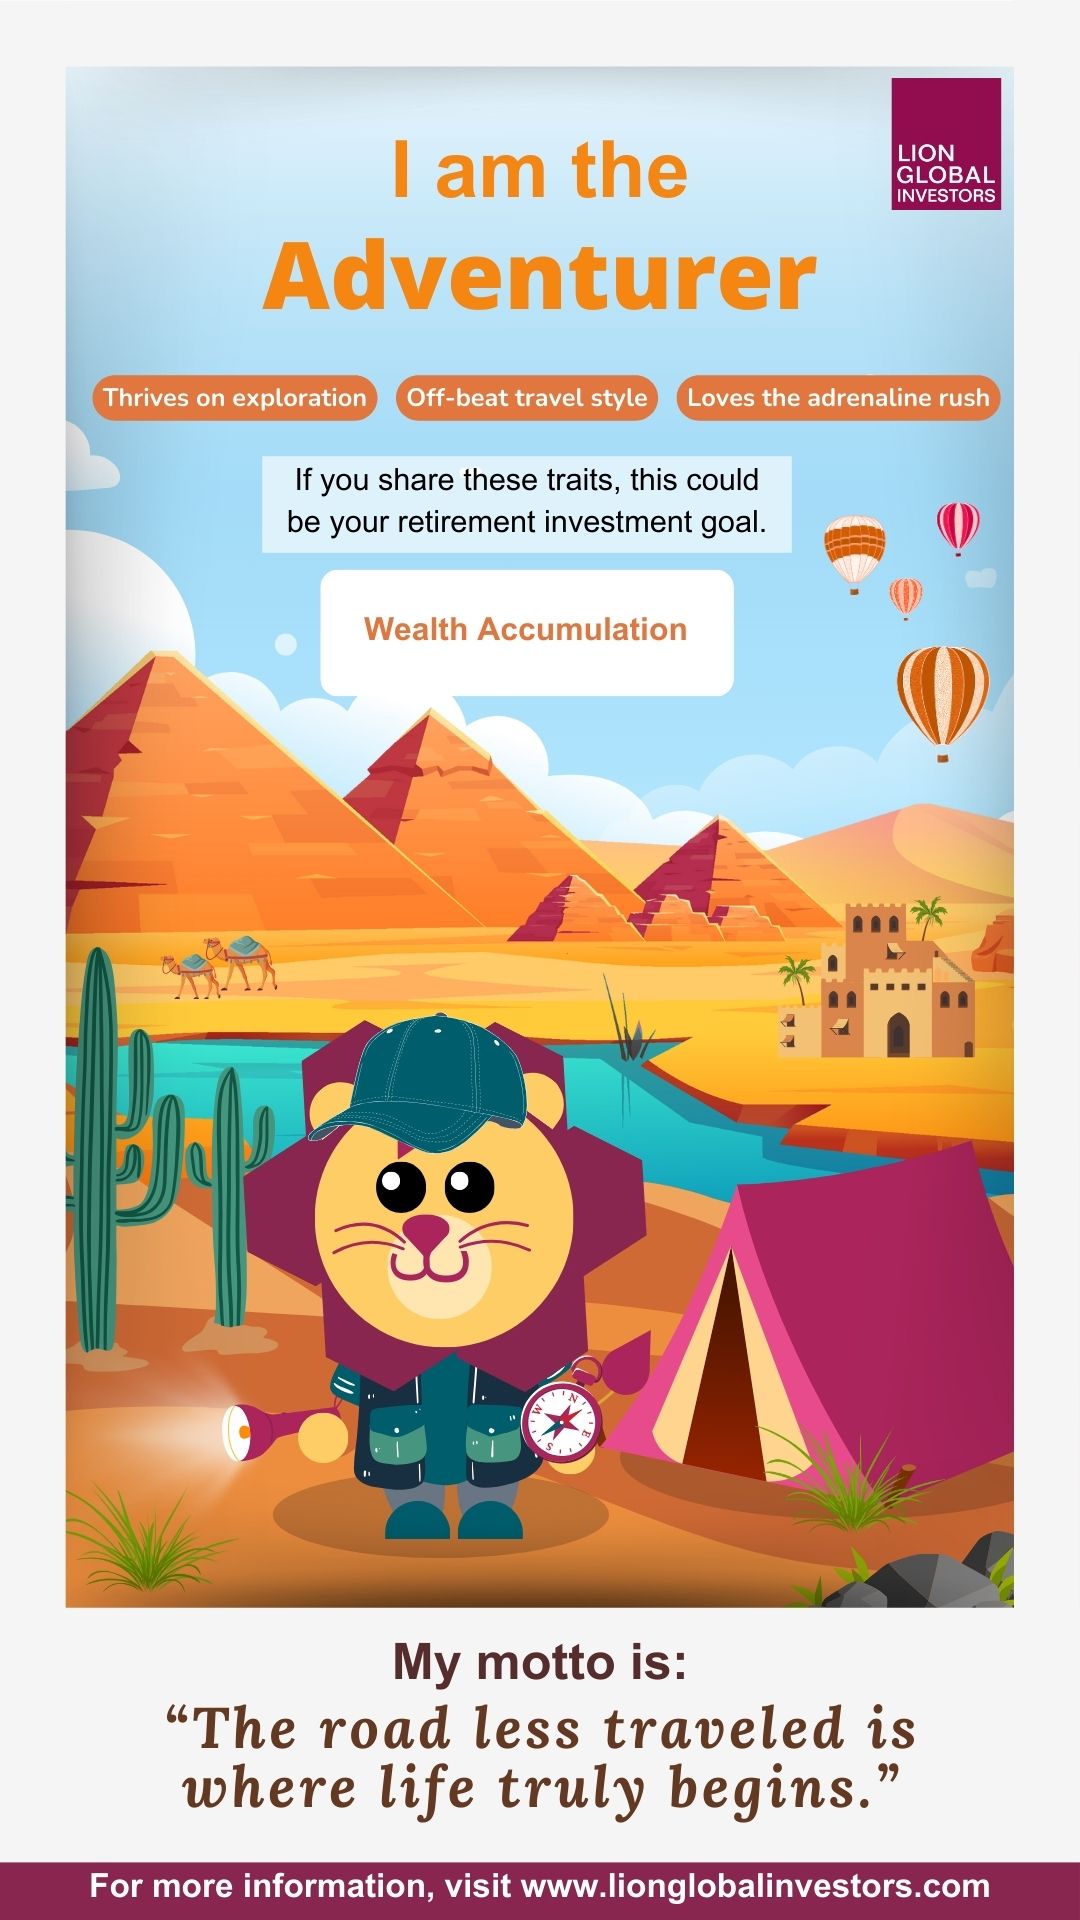 LION
GLOBAL
INVESTORS
I am the
Adventurer
Thrives on exploration
Off-beat travel style
Loves the adrenaline rush
If you share these traits, this could
be your retirement investment goal.
Wealth Accumulation
N
E
S
W
My motto is:
“The road less traveled is
where life truly begins.”
For more information, visit www.lionglobalinvestors.com